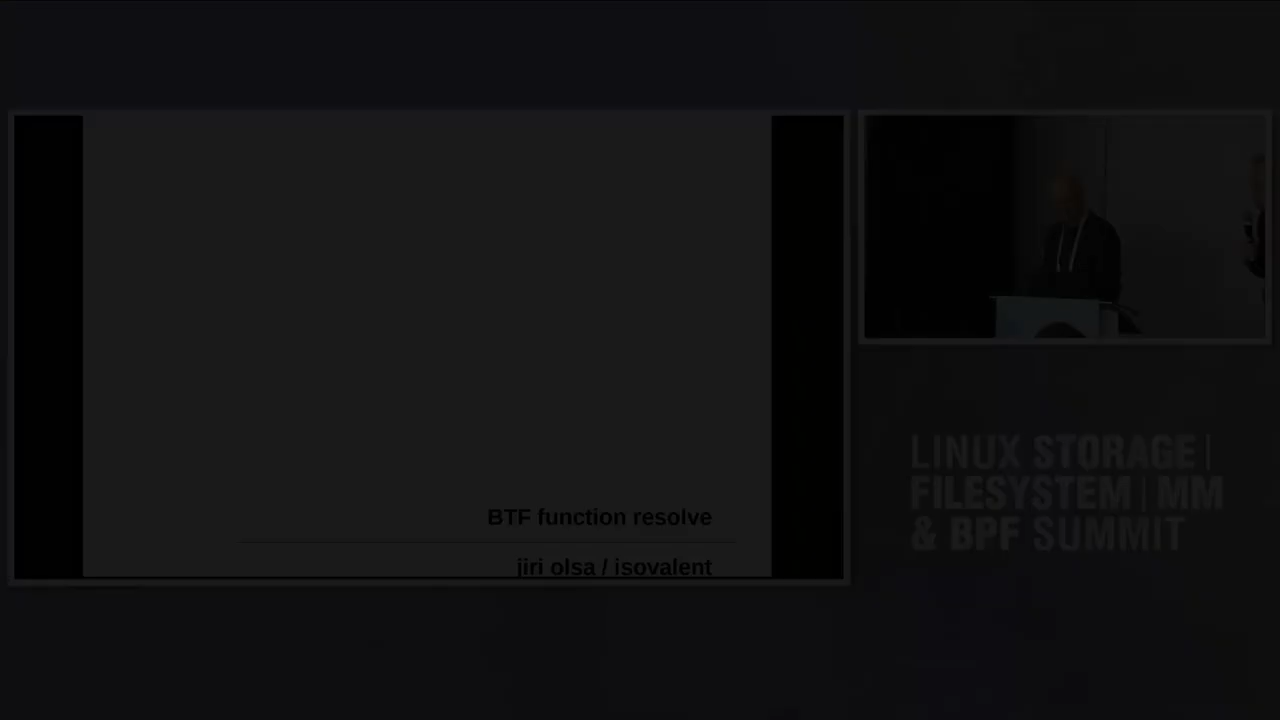 BTF function resolve
jiri olsa / isovalent
LINUX STORAGE |
FILESYSTEM | MM
& BPF SUMMIT